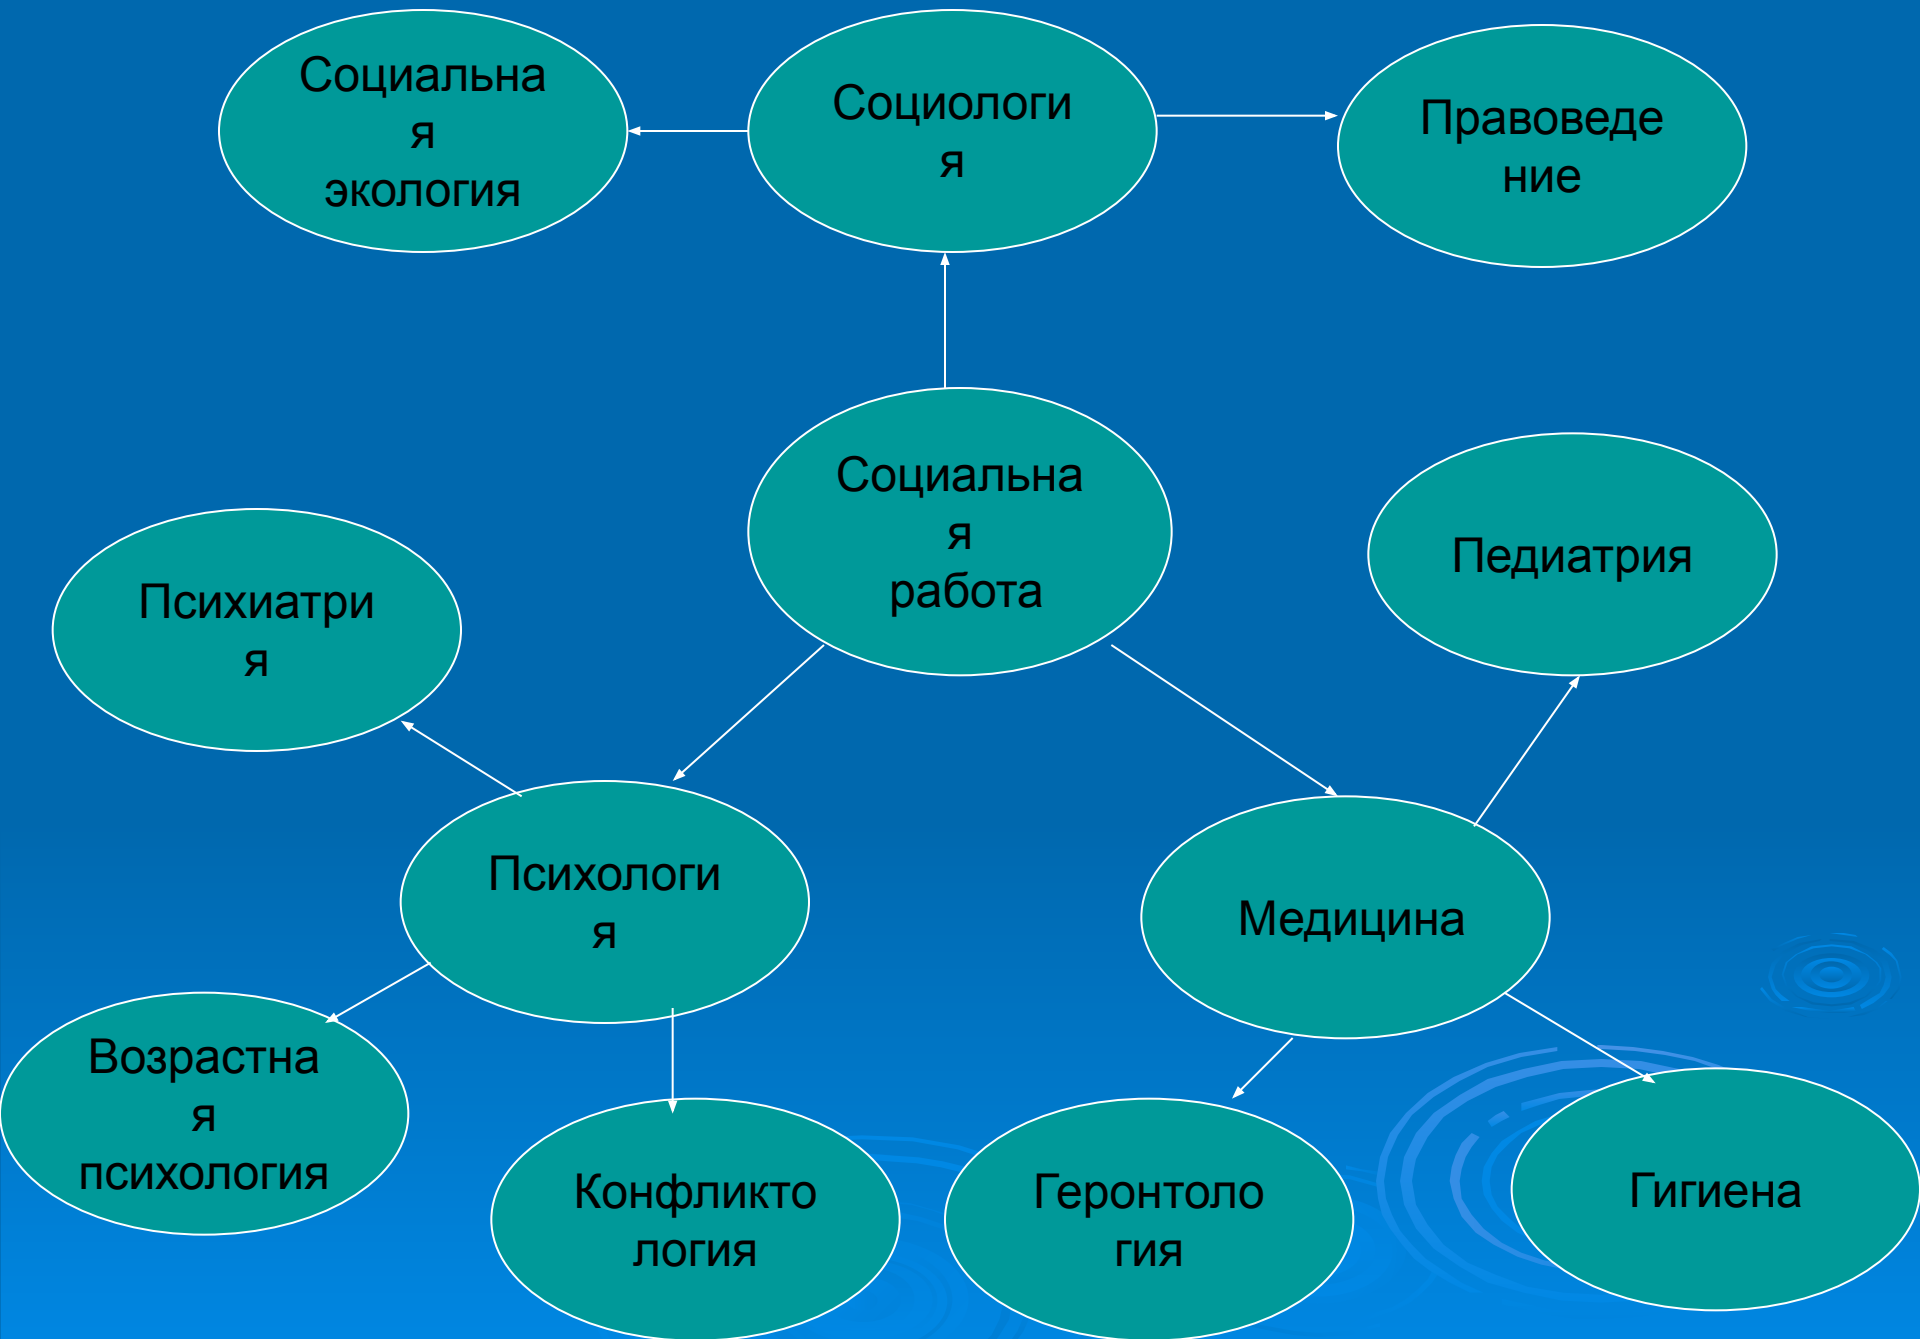 Социальна
я
экология
Социологи
я
Правоведе
ние
Социальна
я
работа
Педиатрия
Психиатри
я
Психологи
я
Медицина
Возрастна
я
психология
Конфликто
логия
Геронтоло
гия
Гигиена